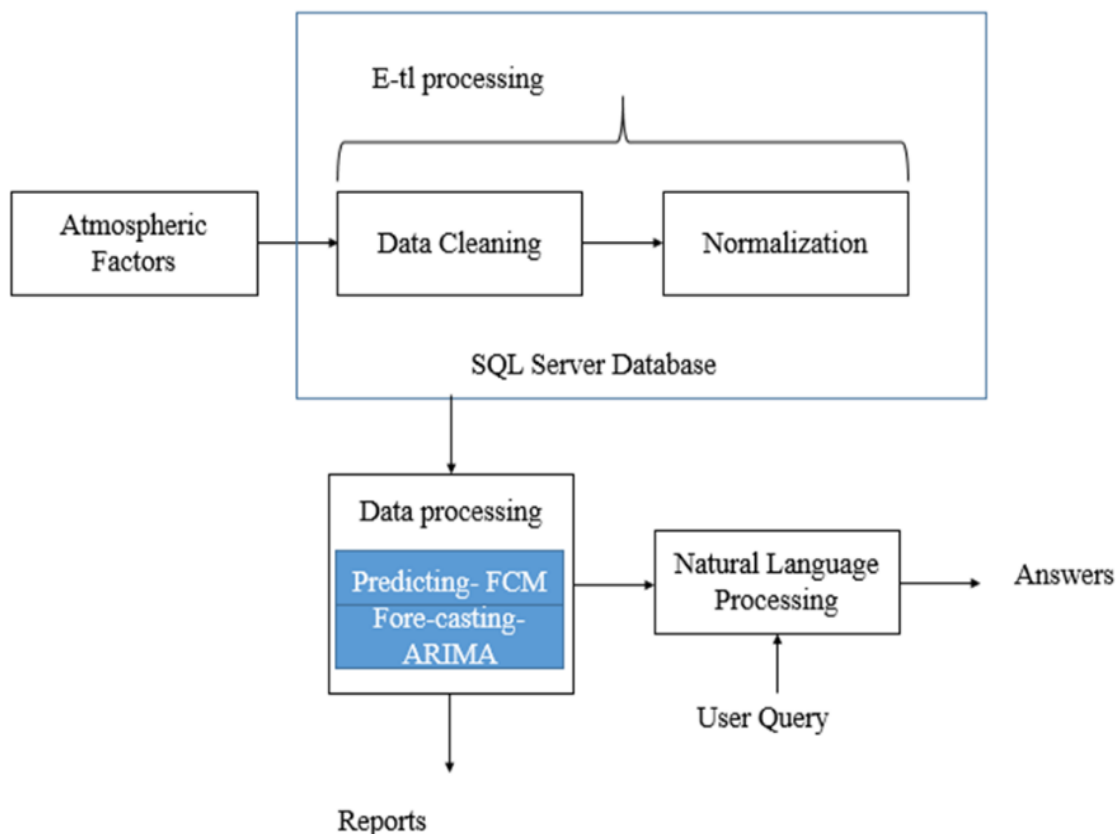 E-tl processing
Atmospheric
Factors
Data Cleaning
Normalization
SQL Server Database
Data processing
Predicting- FCM
Fore-casting-
ARIMA
Natural Language
Processing
Answers
User Query
Reports